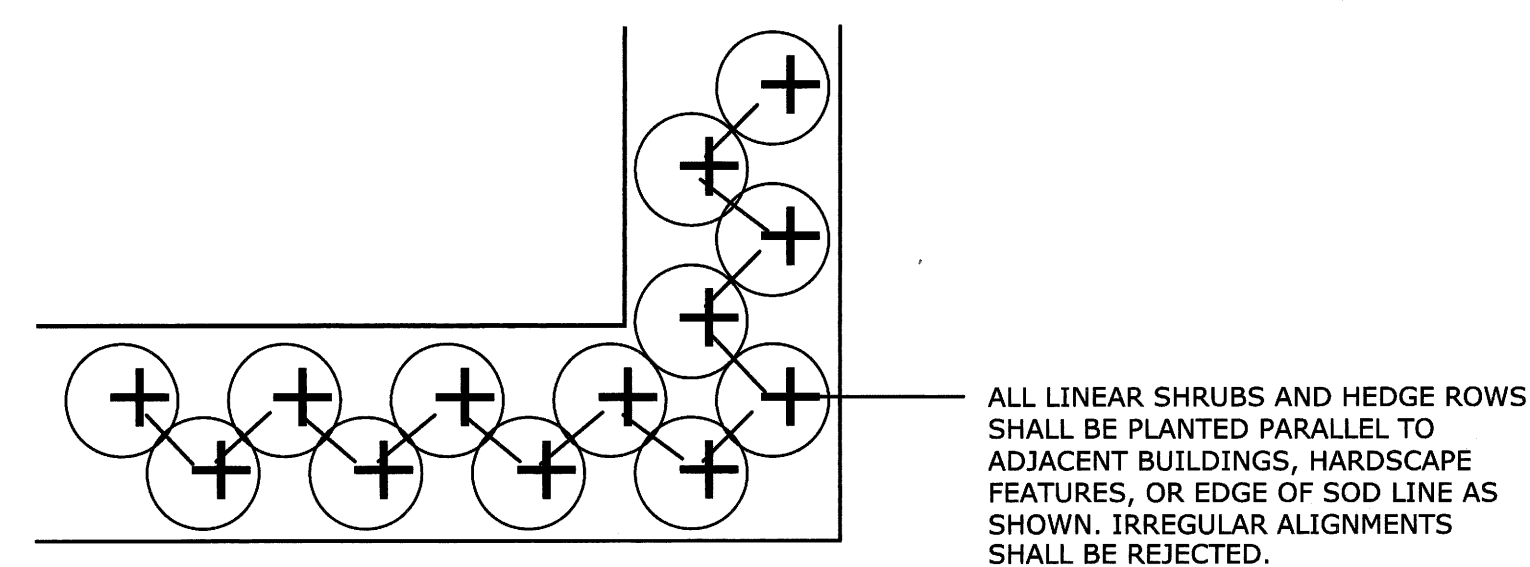 ALL LINEAR SHRUBS AND HEDGE ROWS
SHALL BE PLANTED PARALLEL TO
ADJACENT BUILDINGS, HARDSCAPE
FEATURES, OR EDGE OF SOD LINE AS
SHOWN. IRREGULAR ALIGNMENTS
SHALL BE REJECTED.